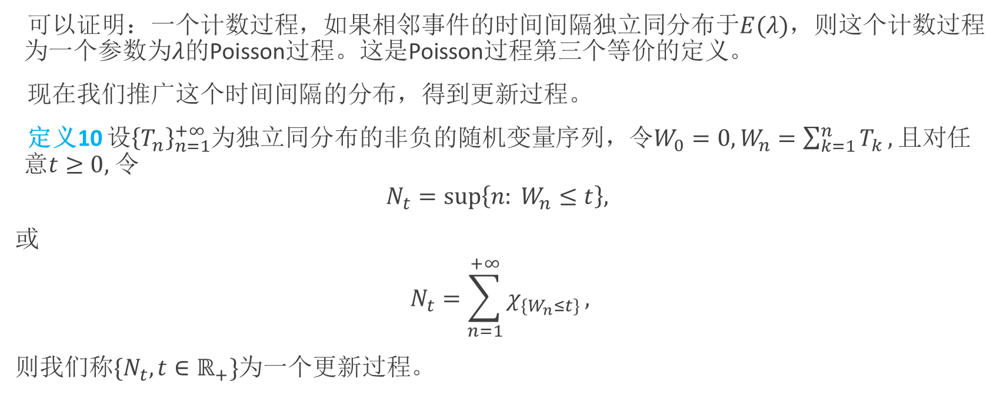 可以证明：一个计数过程，如果相邻事件的时间间隔独立同分布于$E(\lambda)$，则这个计数过程
为一个参数为$\lambda$的Poisson过程。这是Poisson过程第三个等价的定义。
现在我们推广这个时间间隔的分布，得到更新过程。
定义10 设$\{T_n\}_{n=1}^{+\infty}$为独立同分布的非负的随机变量序列，令$W_0 = 0, W_n = \sum_{k=1}^{n} T_k$, 且对任
意$t \geq 0$, 令
$N_t = \sup\{n: W_n \leq t\},$
或
$N_t = \sum_{n=1}^{+\infty} \chi_{\{W_n \leq t\}},$
则我们称$\{N_t, t \in \mathbb{R}_+\}$为一个更新过程。